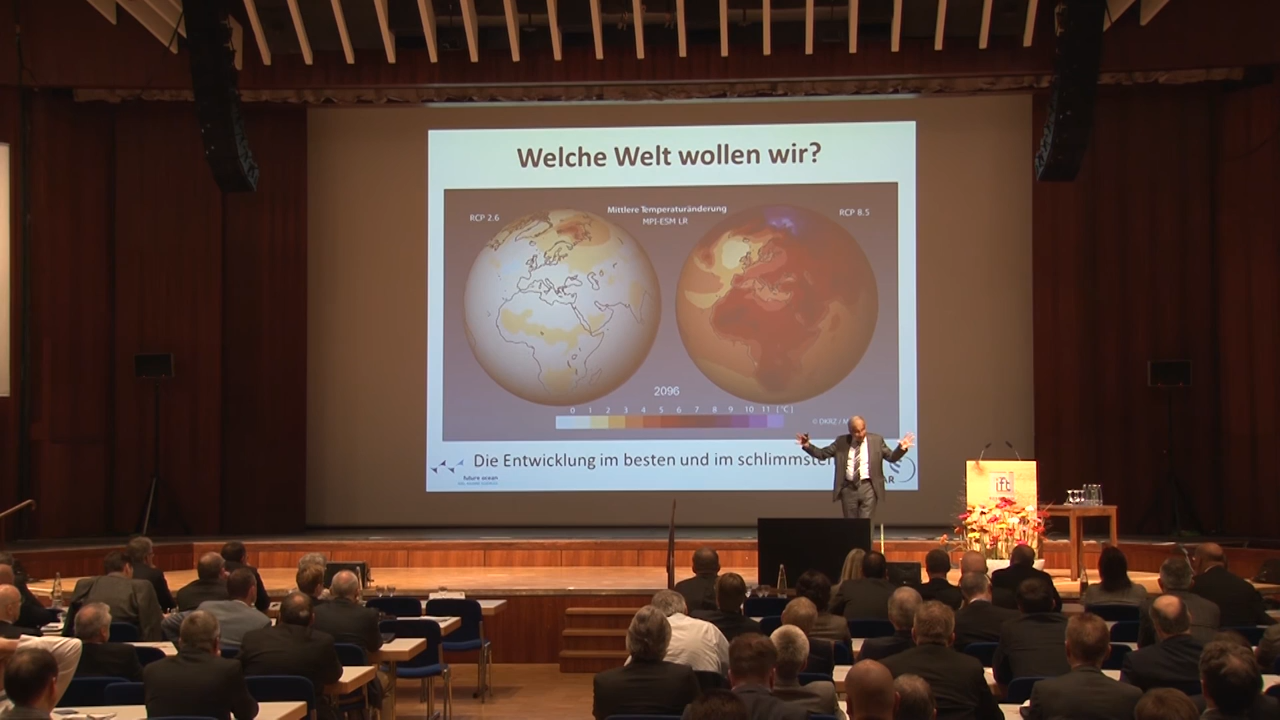 Welche Welt wollen wir?
RCP 2.6
Mittlere Temperaturänderung
MPI-ESM LR
RCP 8.5
2096
0 1 2 3 4 5 6 7 8 9 10 11 [°C]
© DKRZ / M
Die Entwicklung im besten und im schlimmsten
future ocean
AR
ift